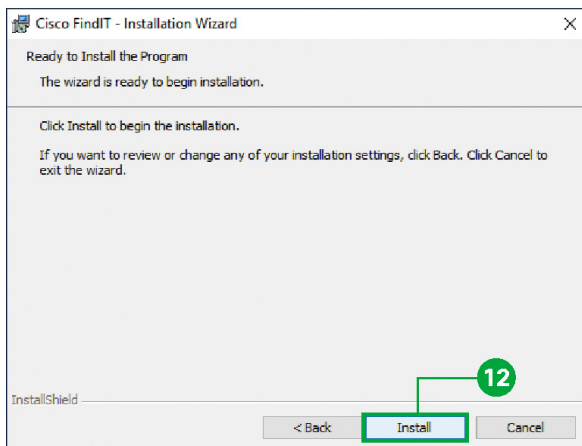 Cisco FindIT - Installation Wizard
Ready to Install the Program
The wizard is ready to begin installation.
Click Install to begin the installation.
If you want to review or change any of your installation settings, click Back. Click Cancel to
exit the wizard.
12
InstallShield
< Back Install Cancel